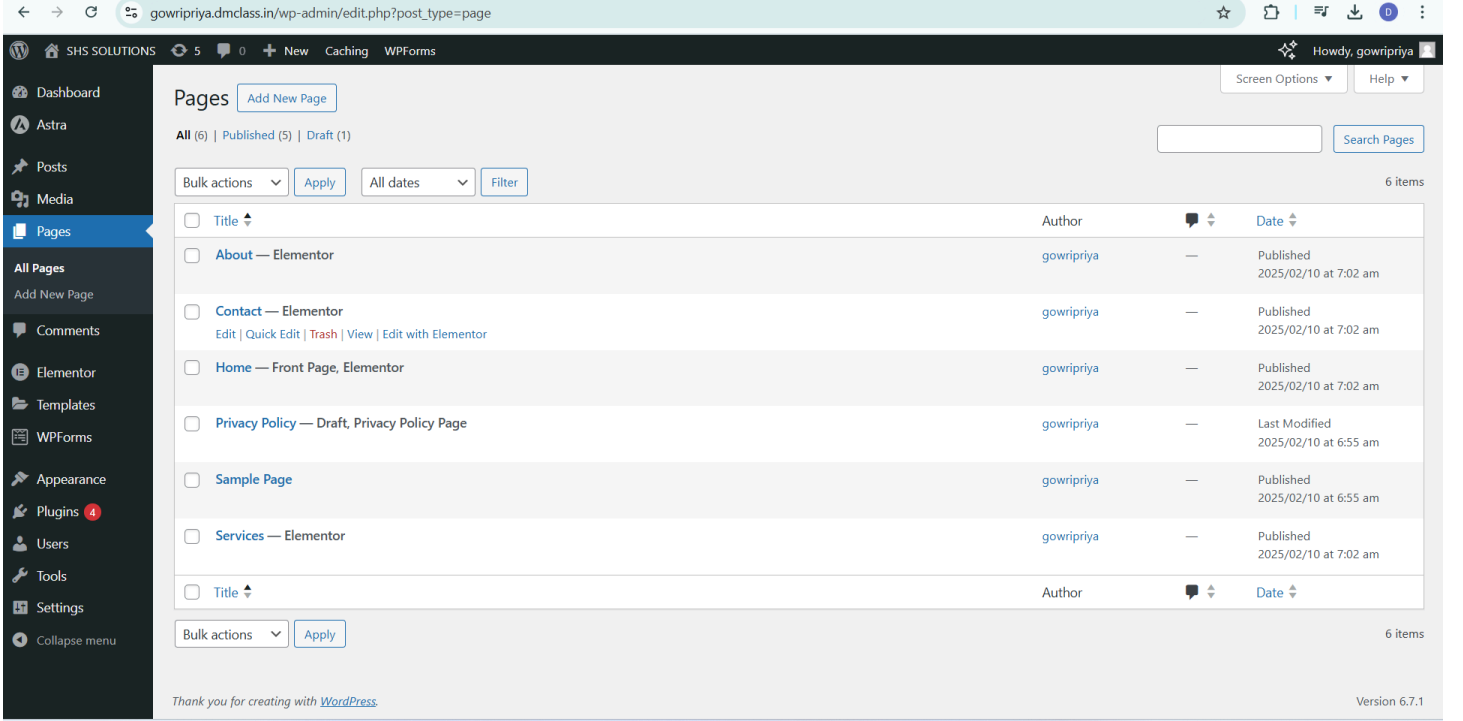 gowripriya.dmclass.in/wp-admin/edit.php?post_type=page
D
SHS SOLUTIONS 5 0 New Caching WPForms Howdy, gowripriya
Dashboard
Astra
Posts
Media
Pages
All Pages
Add New Page
Comments
Elementor
Templates
WPForms
Appearance
Plugins 4
Users
Tools
Settings
Collapse menu
Screen Options ▼ Help ▼
Pages Add New Page
All (6) | Published (5) | Draft (1)
Search Pages
Bulk actions Apply All dates Filter 6 items
Title Author Date
About — Elementor gowripriya — Published
2025/02/10 at 7:02 am
Contact — Elementor gowripriya — Published
2025/02/10 at 7:02 am
Edit | Quick Edit | Trash | View | Edit with Elementor
Home — Front Page, Elementor gowripriya — Published
2025/02/10 at 7:02 am
Privacy Policy — Draft, Privacy Policy Page gowripriya — Last Modified
2025/02/10 at 6:55 am
Sample Page gowripriya — Published
2025/02/10 at 6:55 am
Services — Elementor gowripriya — Published
2025/02/10 at 7:02 am
Title Author Date
Bulk actions Apply 6 items
Thank you for creating with WordPress. Version 6.7.1